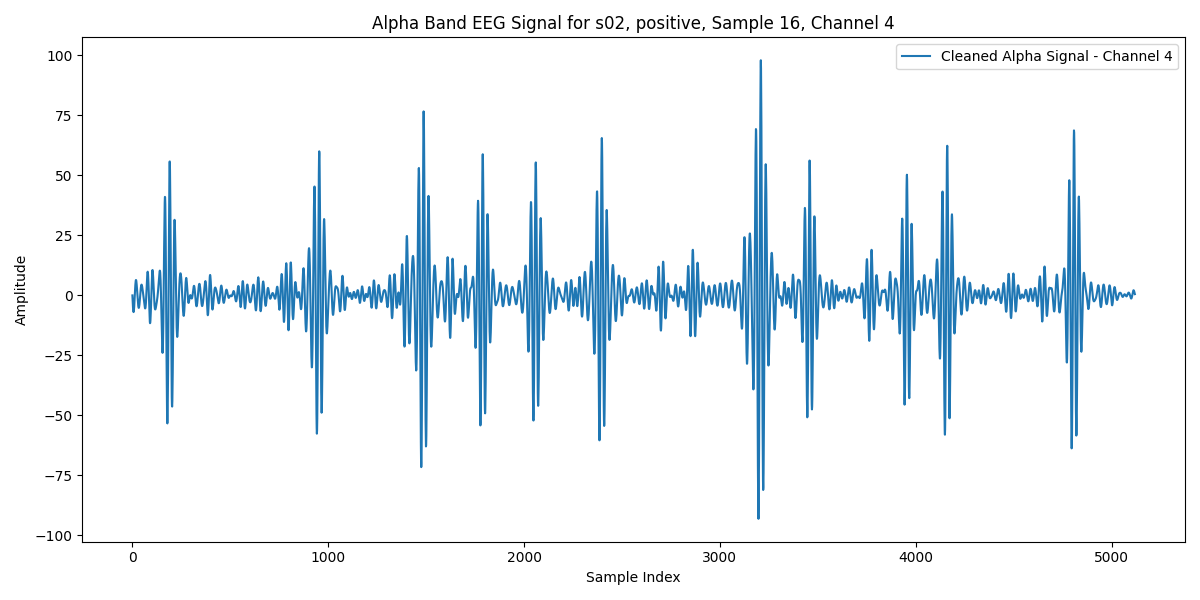 Alpha Band EEG Signal for s02, positive, Sample 16, Channel 4
Cleaned Alpha Signal - Channel 4
100
75
50
25
0
−25
−50
−75
−100
Amplitude
0 1000 2000 3000 4000 5000
Sample Index